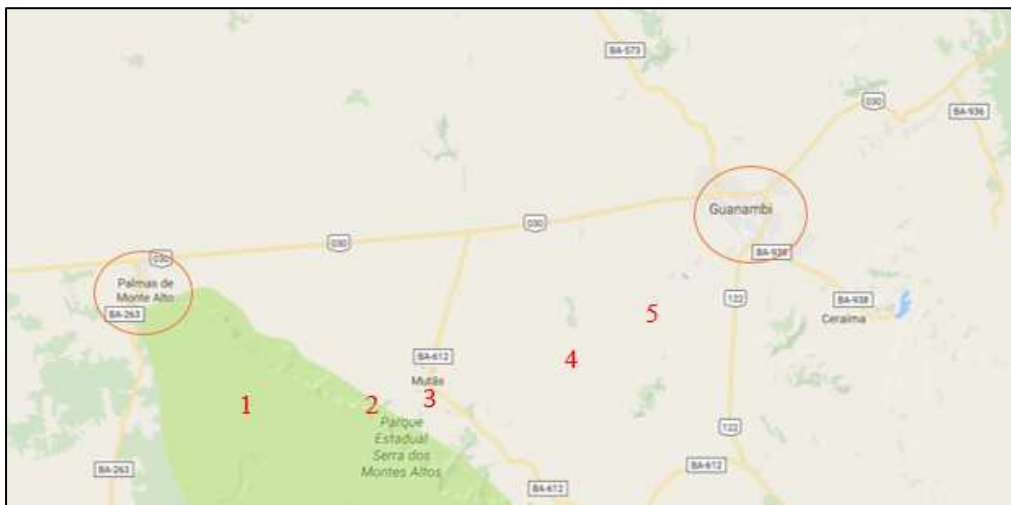 BA-573
030
BA-936
Guanambi
030
030
030
BA-938
Palmas de
Monte Alto
BA-263
122
BA-938
Ceraíma
5
BA-612
4
Mutãs
1
2
3
Parque
Estadual
Serra dos
Montes Altos
122
BA-263
BA-612
BA-612